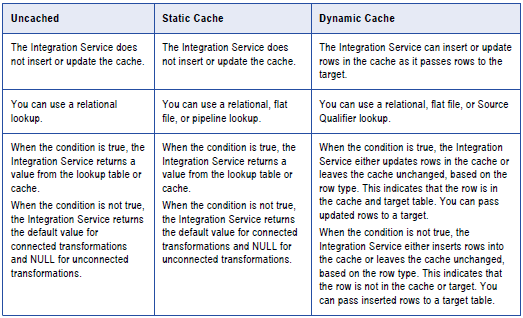 Uncached
Static Cache
Dynamic Cache
The Integration Service does
not insert or update the cache.
The Integration Service does
not insert or update the cache.
The Integration Service can insert or update
rows in the cache as it passes rows to the
target.
You can use a relational
lookup.
You can use a relational, flat
file, or pipeline lookup.
You can use a relational, flat file, or Source
Qualifier lookup.
When the condition is true, the
Integration Service returns a
value from the lookup table or
cache.
When the condition is not true,
the Integration Service returns
the default value for
connected transformations
and NULL for unconnected
transformations.
When the condition is true, the
Integration Service returns a
value from the lookup table or
cache.
When the condition is not true,
the Integration Service returns
the default value for
connected transformations and
NULL for unconnected
transformations.
When the condition is true, the Integration
Service either updates rows in the cache or
leaves the cache unchanged, based on the
row type. This indicates that the row is in
the cache and target table. You can pass
updated rows to a target.
When the condition is not true, the
Integration Service either inserts rows into
the cache or leaves the cache unchanged,
based on the row type. This indicates that
the row is not in the cache or target. You
can pass inserted rows to a target table.